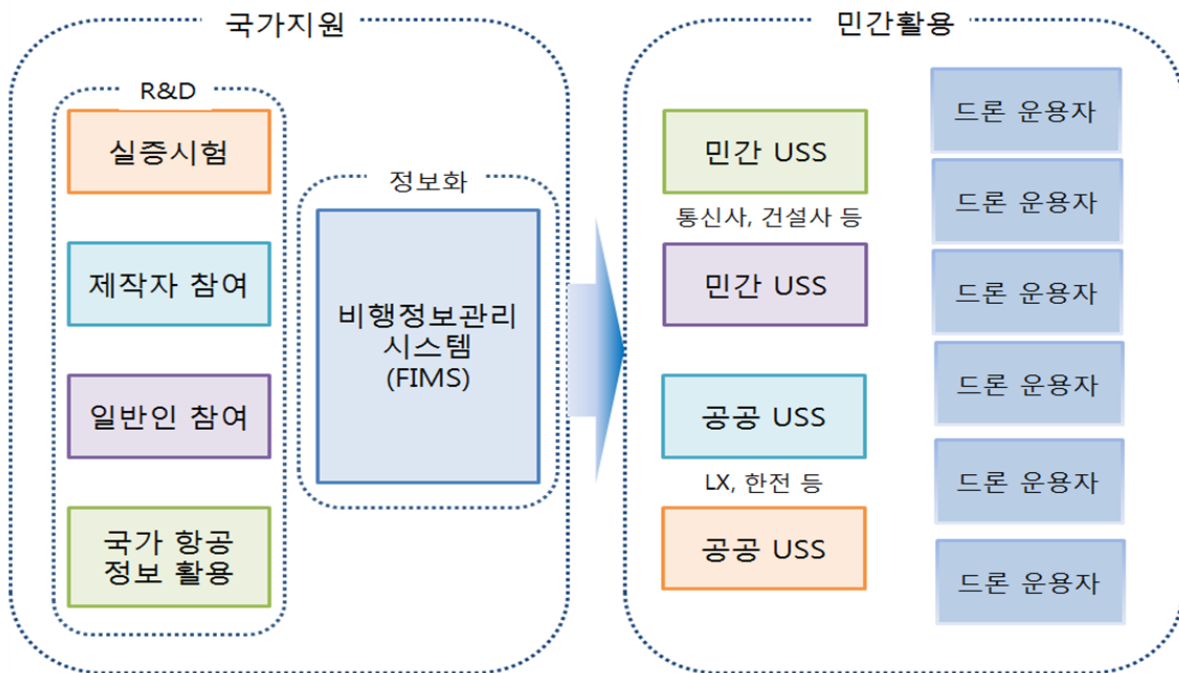 국가지원
R&D
실증시험
제작자 참여
일반인 참여
국가 항공
정보 활용
정보화
비행정보관리
시스템
(FIMS)
민간활용
민간 USS
통신사, 건설사 등
민간 USS
공공 USS
LX, 한전 등
공공 USS
드론 운용자
드론 운용자
드론 운용자
드론 운용자
드론 운용자
드론 운용자